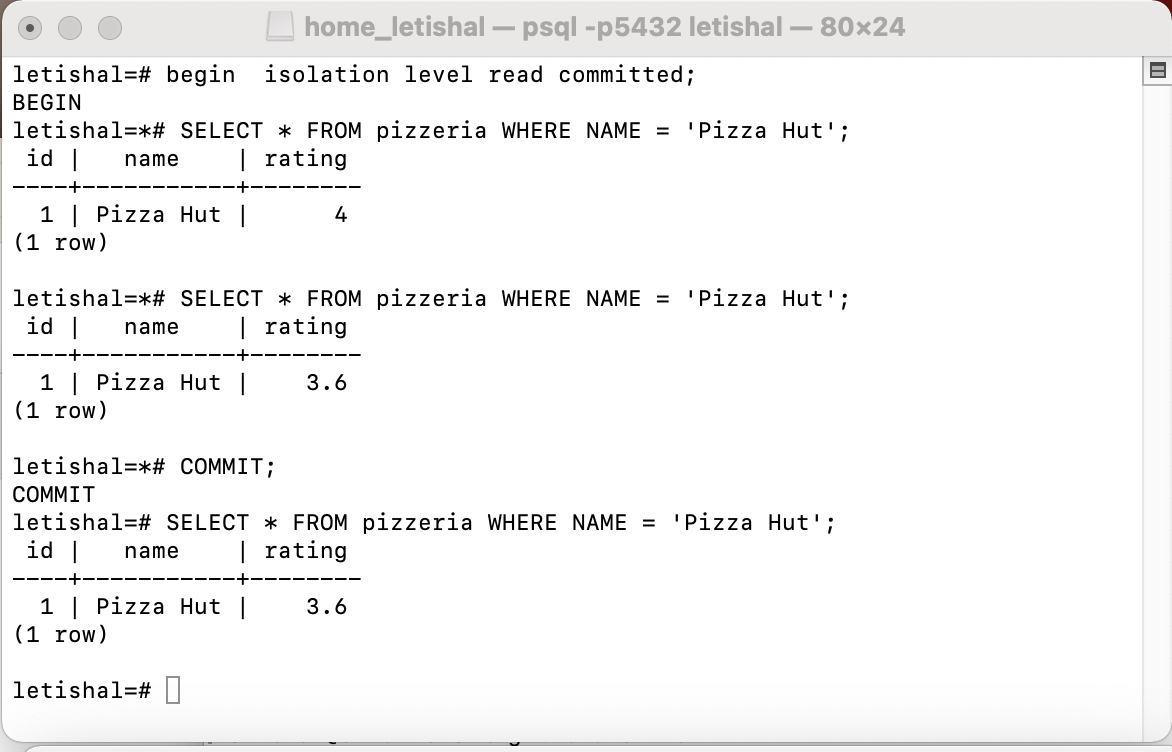 home_letishal — psql -p5432 letishal — 80×24
letishal=# begin  isolation level read committed;
BEGIN
letishal=*# SELECT * FROM pizzeria WHERE NAME = 'Pizza Hut';
 id |   name    | rating
----+-----------+--------
  1 | Pizza Hut |      4
(1 row)
letishal=*# SELECT * FROM pizzeria WHERE NAME = 'Pizza Hut';
 id |   name    | rating
----+-----------+--------
  1 | Pizza Hut |    3.6
(1 row)
letishal=*# COMMIT;
COMMIT
letishal=# SELECT * FROM pizzeria WHERE NAME = 'Pizza Hut';
 id |   name    | rating
----+-----------+--------
  1 | Pizza Hut |    3.6
(1 row)
letishal=#